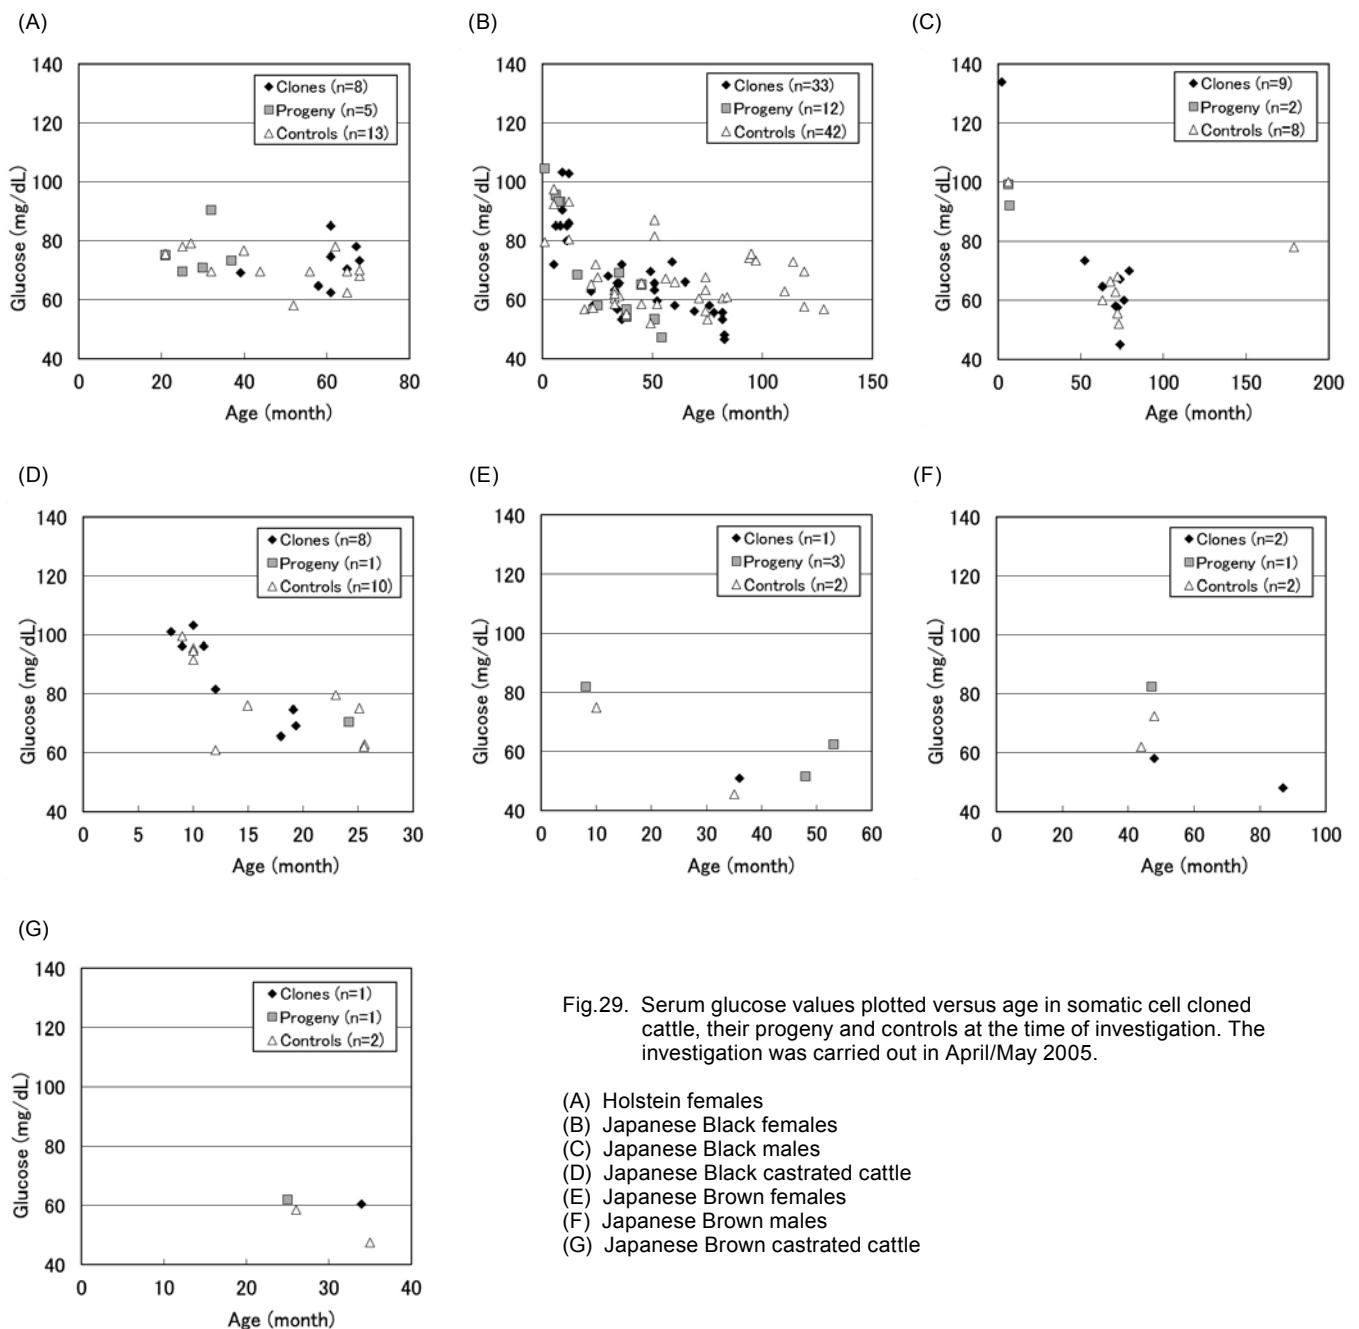 (A)
140
120
100
80
60
40
0
20
40
60
80
Glucose (mg/dL)
Age (month)
Clones (n=8)
Progeny (n=5)
Controls (n=13)
(B)
140
120
100
80
60
40
0
50
100
150
Glucose (mg/dL)
Age (month)
Clones (n=33)
Progeny (n=12)
Controls (n=42)
(C)
140
120
100
80
60
40
0
50
100
150
200
Glucose (mg/dL)
Age (month)
Clones (n=9)
Progeny (n=2)
Controls (n=8)
(D)
140
120
100
80
60
40
0
5
10
15
20
25
30
Glucose (mg/dL)
Age (month)
Clones (n=8)
Progeny (n=1)
Controls (n=10)
(E)
140
120
100
80
60
40
0
10
20
30
40
50
60
Glucose (mg/dL)
Age (month)
Clones (n=1)
Progeny (n=3)
Controls (n=2)
(F)
140
120
100
80
60
40
0
20
40
60
80
100
Glucose (mg/dL)
Age (month)
Clones (n=2)
Progeny (n=1)
Controls (n=2)
(G)
140
120
100
80
60
40
0
10
20
30
40
Glucose (mg/dL)
Age (month)
Clones (n=1)
Progeny (n=1)
Controls (n=2)
Fig.29. Serum glucose values plotted versus age in somatic cell cloned
cattle, their progeny and controls at the time of investigation. The
investigation was carried out in April/May 2005.
(A) Holstein females
(B) Japanese Black females
(C) Japanese Black males
(D) Japanese Black castrated cattle
(E) Japanese Brown females
(F) Japanese Brown males
(G) Japanese Brown castrated cattle